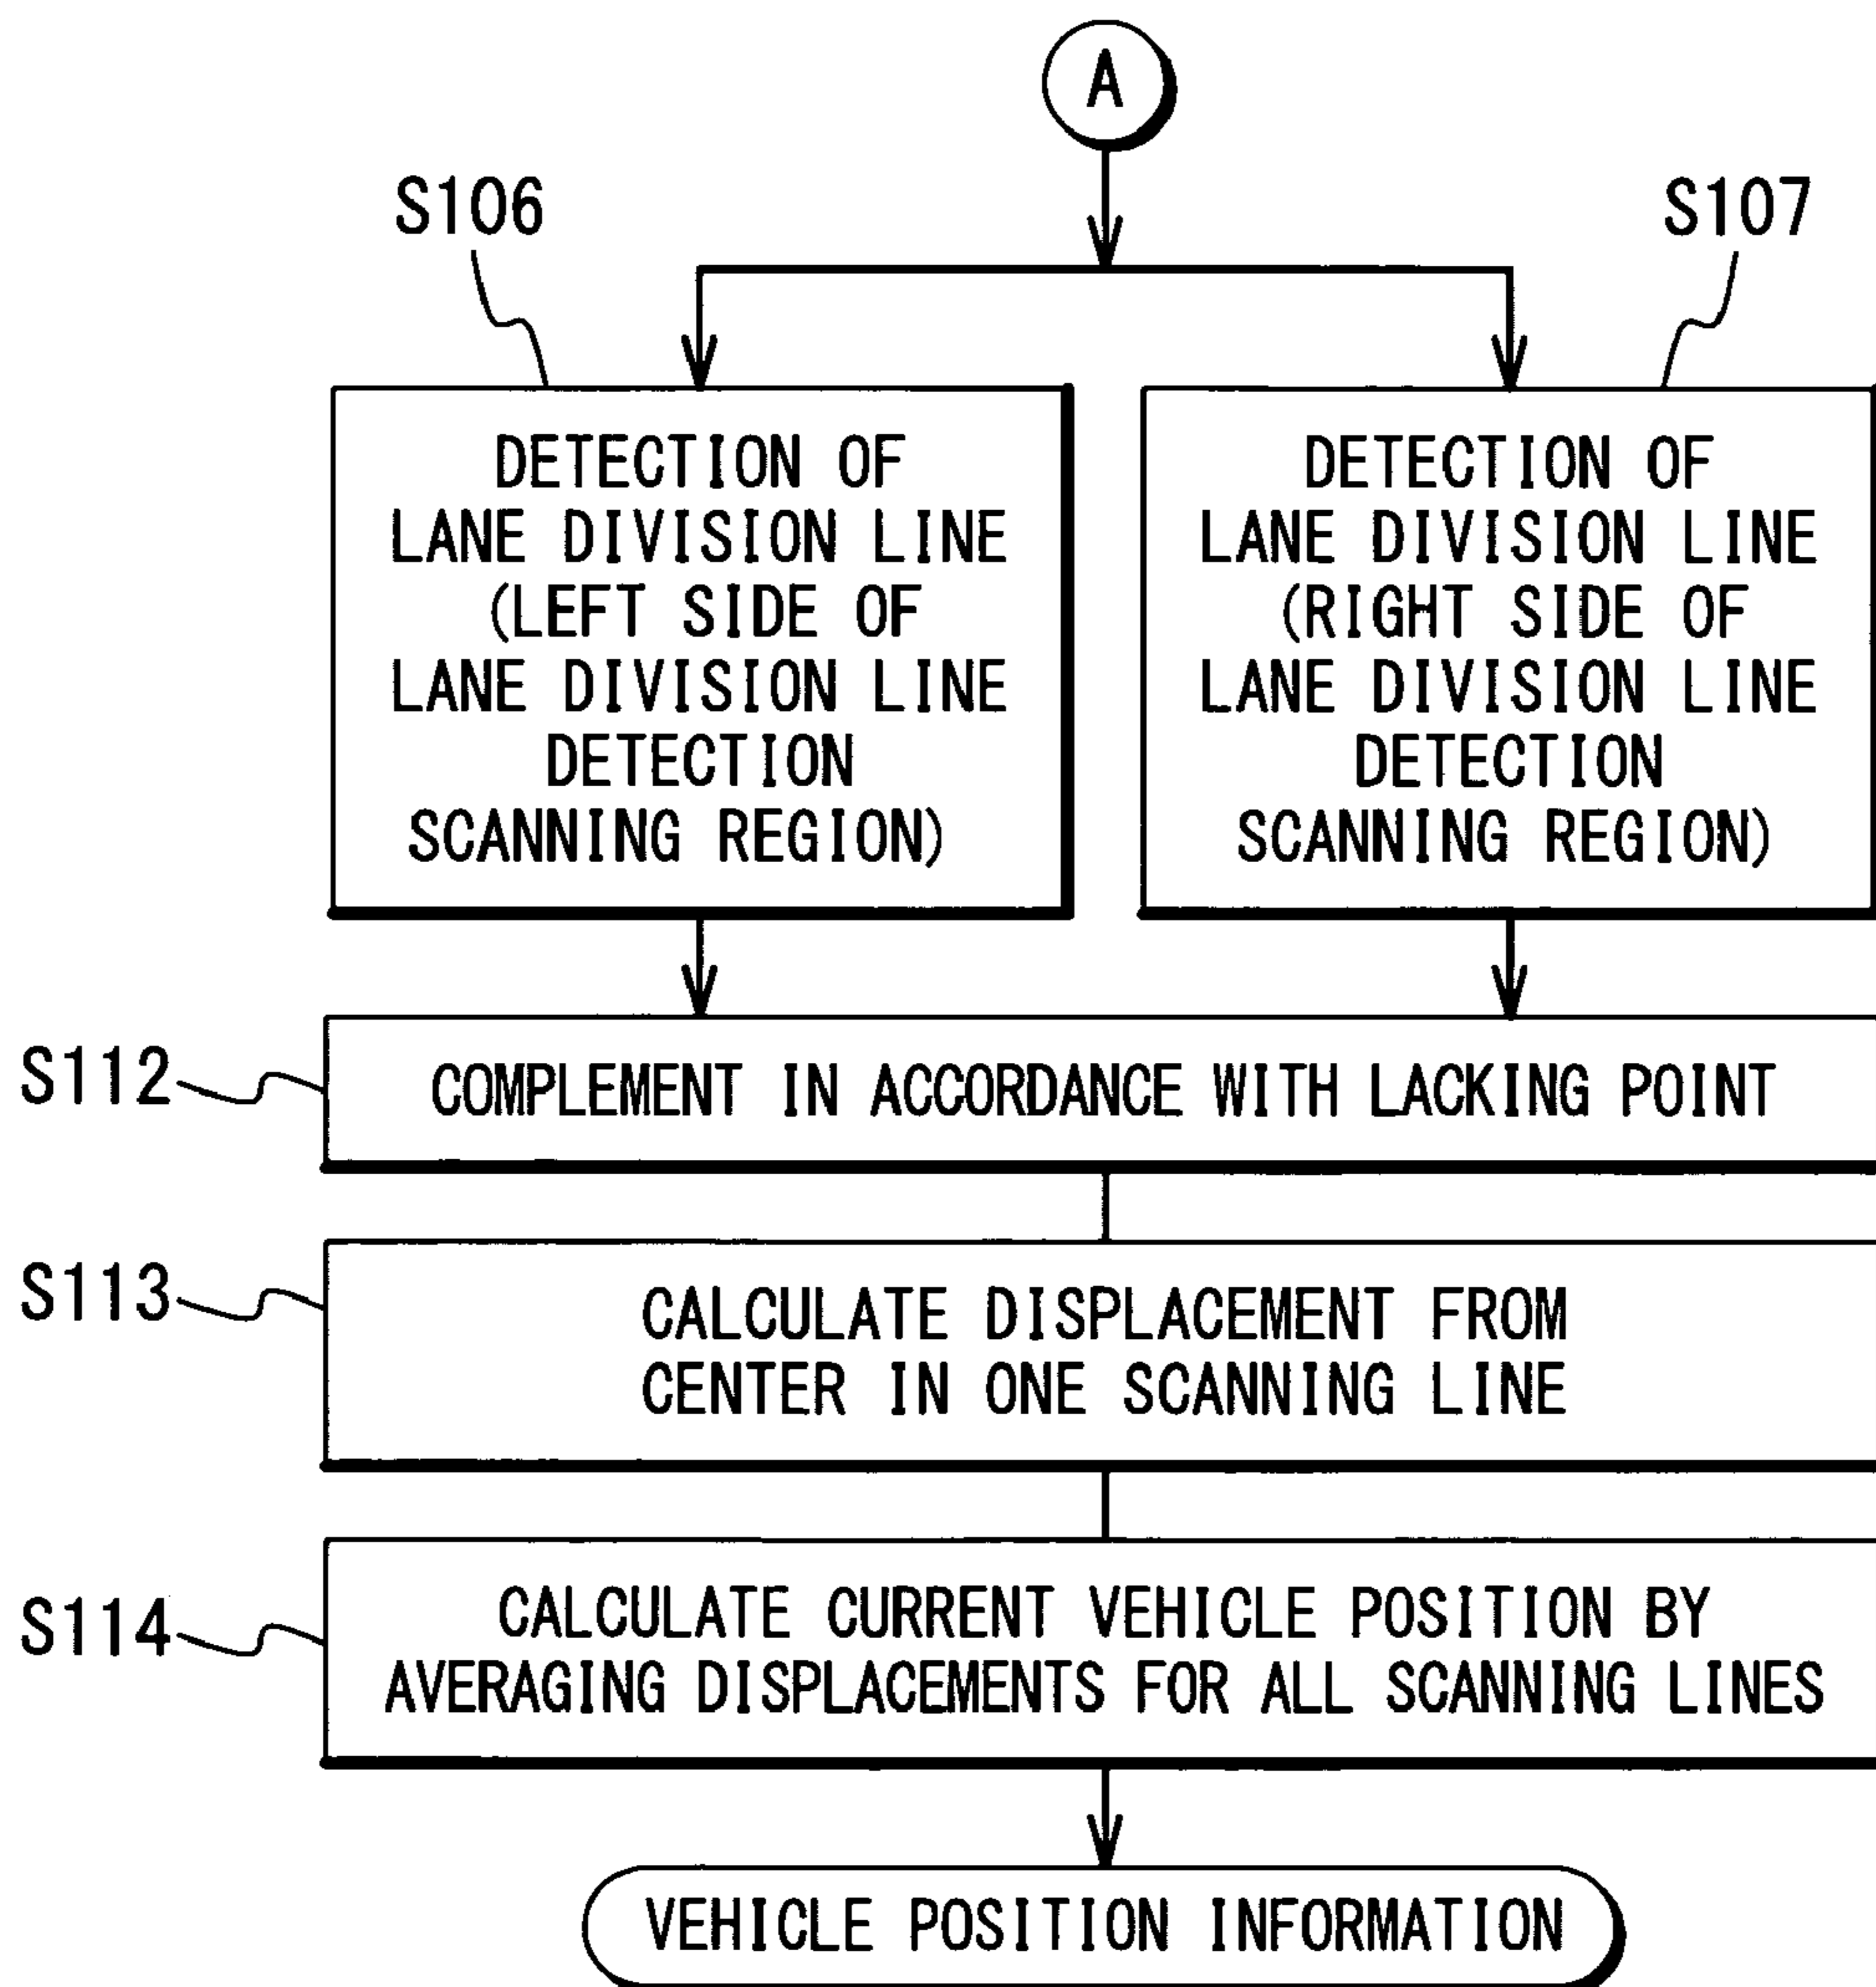 A
S106
S107
DETECTION OF
LANE DIVISION LINE
(LEFT SIDE OF
LANE DIVISION LINE
DETECTION
SCANNING REGION)
DETECTION OF
LANE DIVISION LINE
(RIGHT SIDE OF
LANE DIVISION LINE
DETECTION
SCANNING REGION)
S112
COMPLEMENT IN ACCORDANCE WITH LACKING POINT
S113
CALCULATE DISPLACEMENT FROM
CENTER IN ONE SCANNING LINE
S114
CALCULATE CURRENT VEHICLE POSITION BY
AVERAGING DISPLACEMENTS FOR ALL SCANNING LINES
VEHICLE POSITION INFORMATION